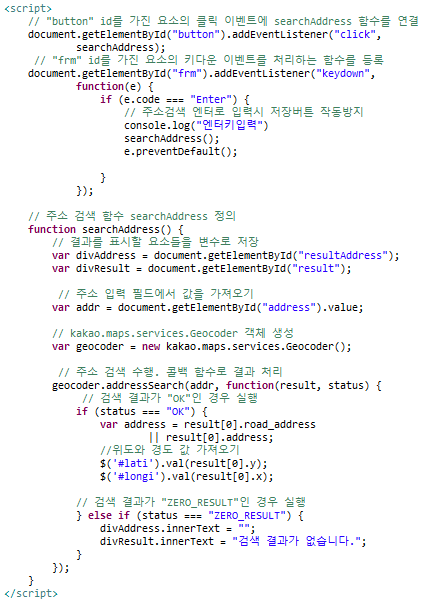 <script>
// "button" id를 가진 요소의 클릭 이벤트에 searchAddress 함수를 연결
document.getElementById("button").addEventListener("click",
searchAddress);
// "frm" id를 가진 요소의 키다운 이벤트를 처리하는 함수를 등록
document.getElementById("frm").addEventListener("keydown",
function(e) {
if (e.code === "Enter") {
// 주소검색 엔터로 입력시 저장버튼 작동방지
console.log("엔터키입력")
searchAddress();
e.preventDefault();
}
});
// 주소 검색 함수 searchAddress 정의
function searchAddress() {
// 결과를 표시할 요소들을 변수로 저장
var divAddress = document.getElementById("resultAddress");
var divResult = document.getElementById("result");
// 주소 입력 필드에서 값을 가져오기
var addr = document.getElementById("address").value;
// kakao.maps.services.Geocoder 객체 생성
var geocoder = new kakao.maps.services.Geocoder();
// 주소 검색 수행. 콜백 함수로 결과 처리
geocoder.addressSearch(addr, function(result, status) {
// 검색 결과가 "OK"인 경우 실행
if (status === "OK") {
var address = result[0].road_address
|| result[0].address;
//위도와 경도 값 가져오기
$('#lati').val(result[0].y);
$('#longi').val(result[0].x);
// 검색 결과가 "ZERO_RESULT"인 경우 실행
} else if (status === "ZERO_RESULT") {
divAddress.innerText = "";
divResult.innerText = "검색 결과가 없습니다.";
}
});
}
</script>